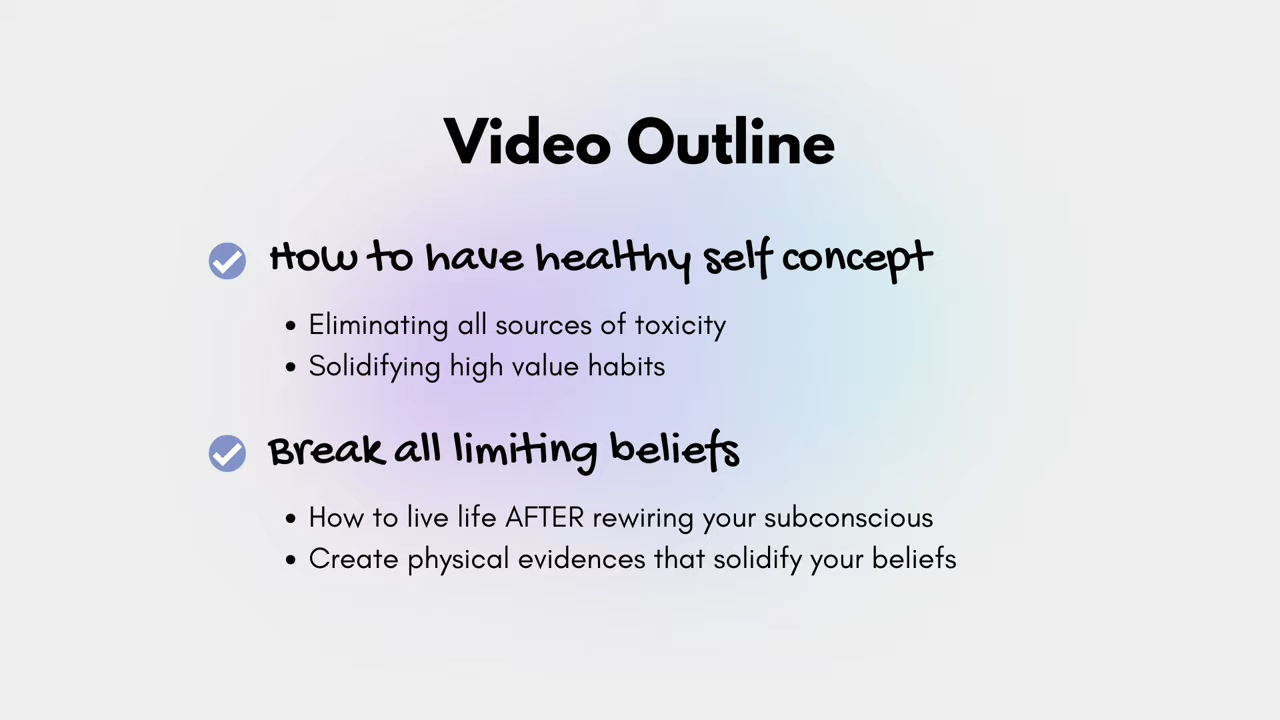 Video Outline
How to have healthy self concept
Eliminating all sources of toxicity
Solidifying high value habits
Break all limiting beliefs
How to live life AFTER rewiring your subconscious
Create physical evidences that solidify your beliefs